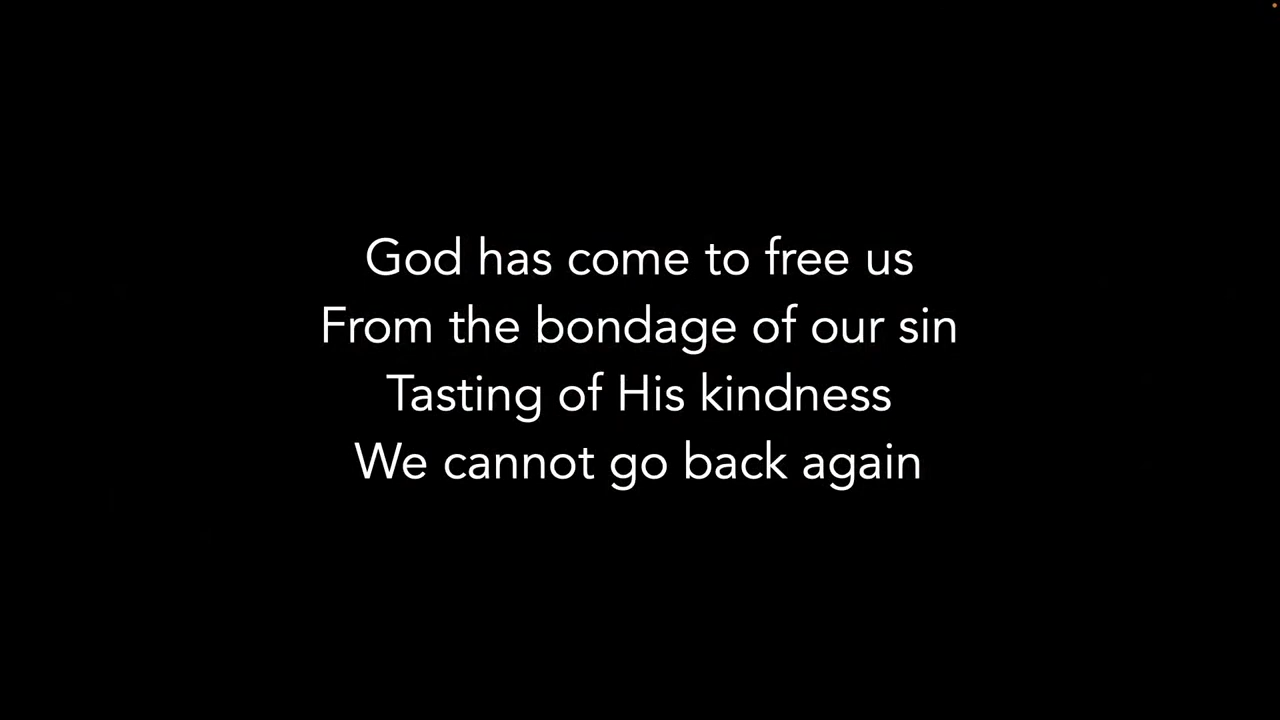 God has come to free us
From the bondage of our sin
Tasting of His kindness
We cannot go back again